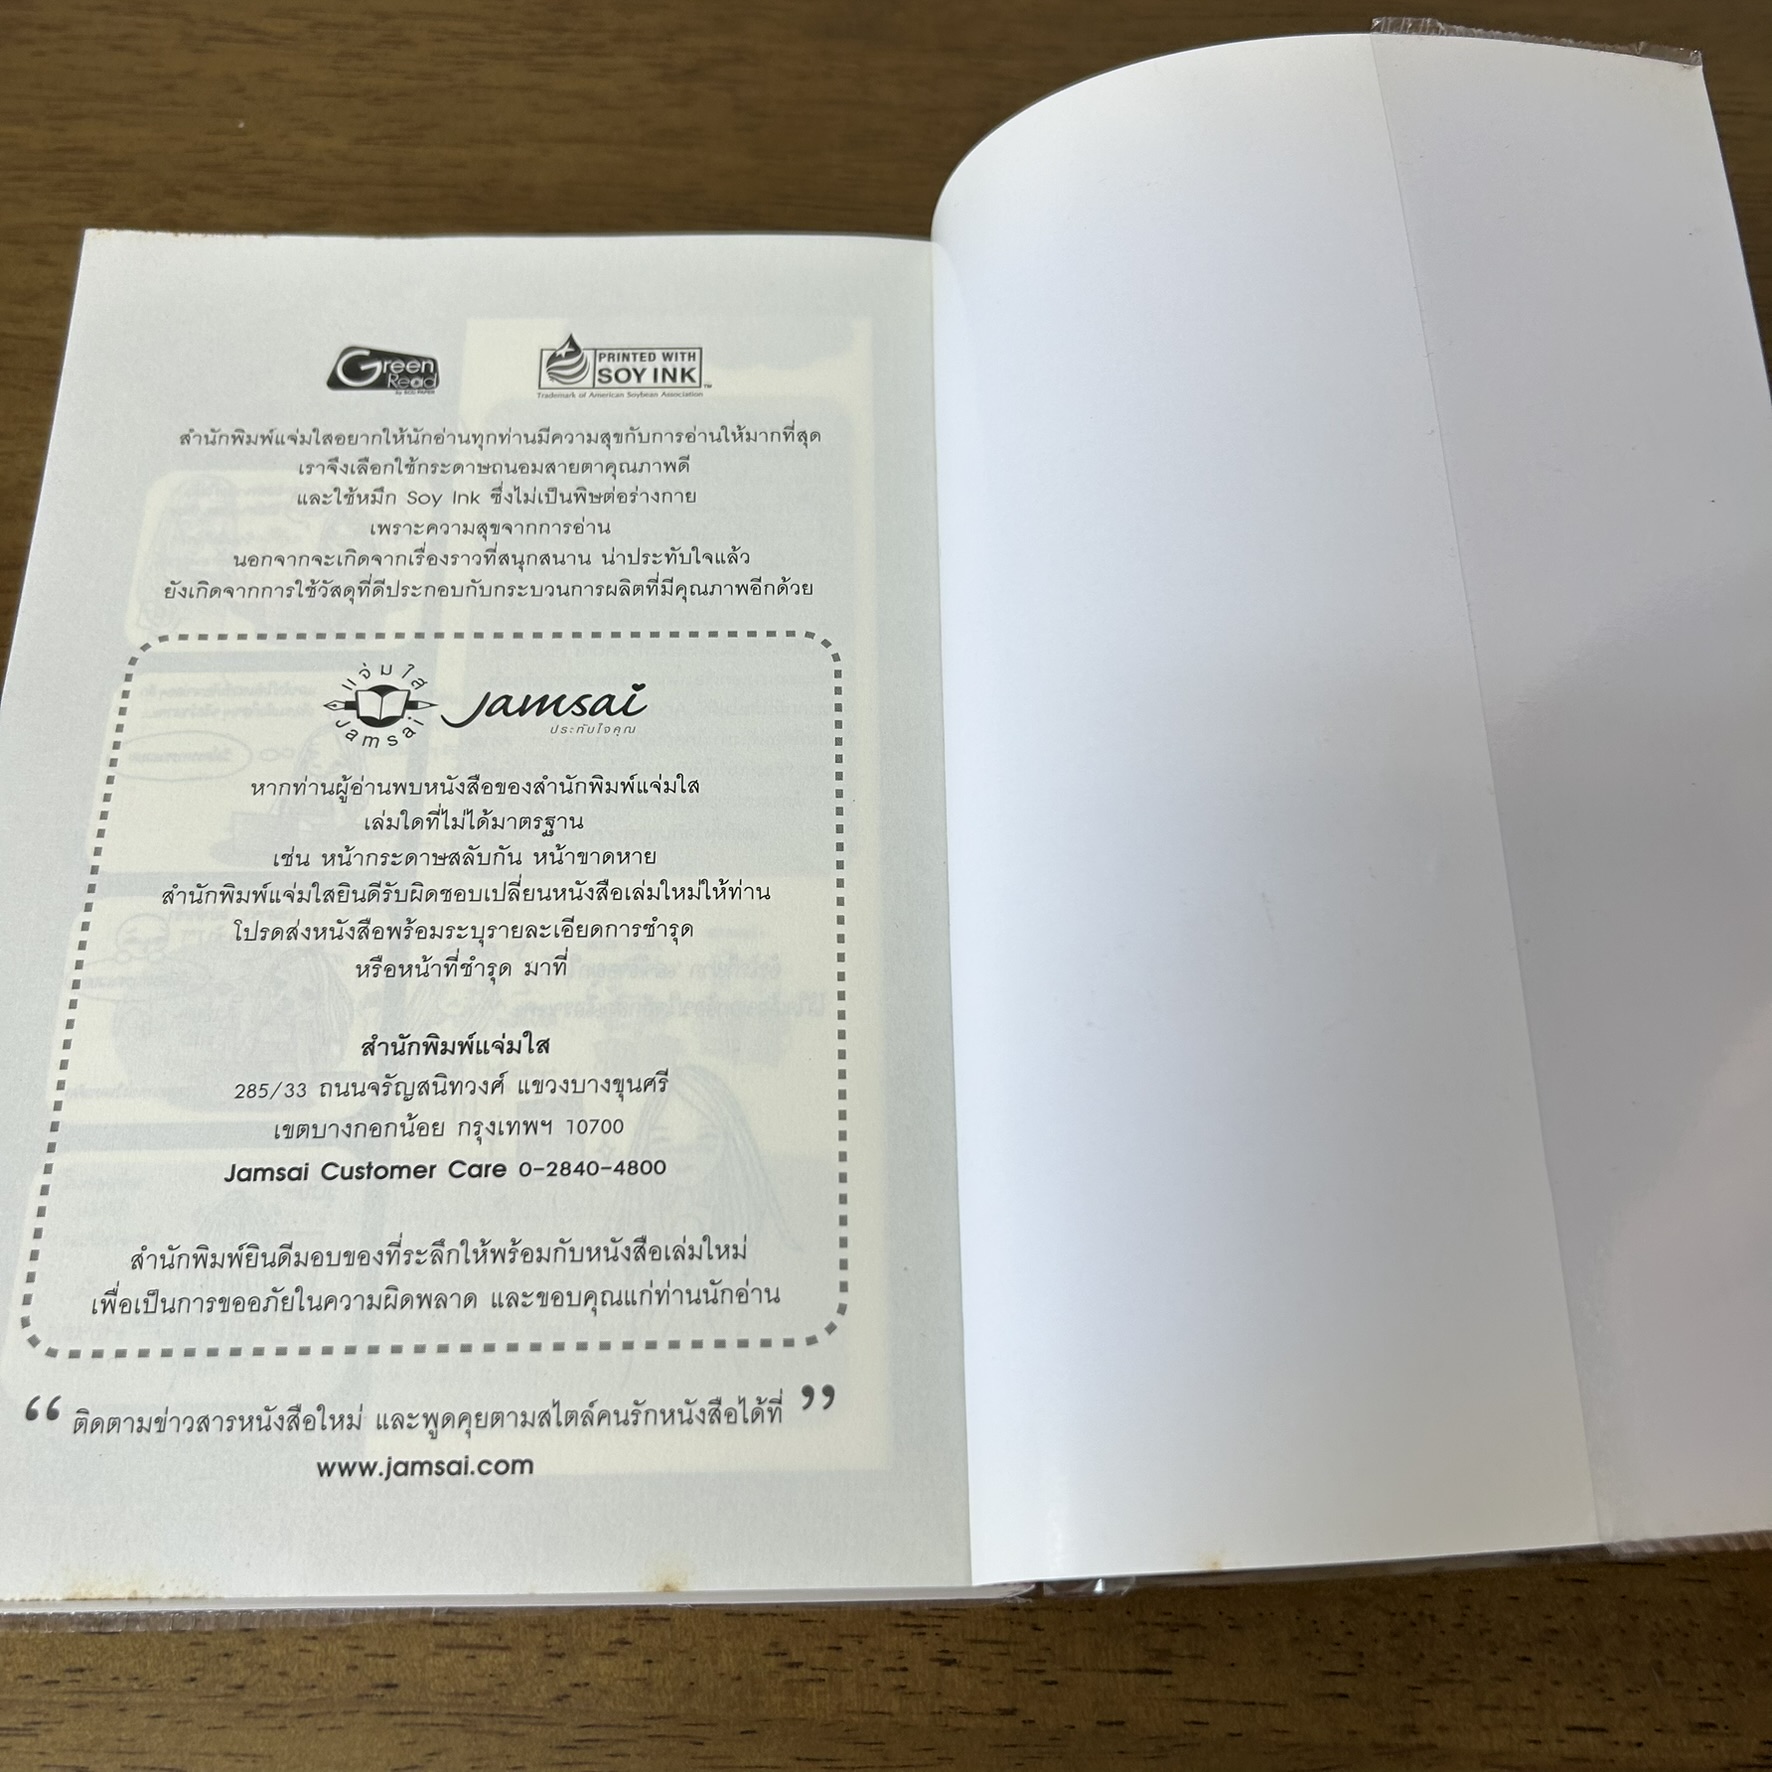 Green
Read
by SCG PAPER
PRINTED WITH
SOY INK™
Trademark of American Soybean Association
สำนักพิมพ์แจ่มใสอยากให้นักอ่านทุกท่านมีความสุขกับการอ่านให้มากที่สุด
เราจึงเลือกใช้กระดาษถนอมสายตาคุณภาพดี
และใช้หมึก Soy Ink ซึ่งไม่เป็นพิษต่อร่างกาย
เพราะความสุขจากการอ่าน
นอกจากจะเกิดจากเรื่องราวที่สนุกสนาน น่าประทับใจแล้ว
ยังเกิดจากการใช้วัสดุที่ดีประกอบกับกระบวนการผลิตที่มีคุณภาพอีกด้วย
แจ่มใส
Jamsai
Jamsai
ประทับใจคุณ
หากท่านผู้อ่านพบหนังสือของสำนักพิมพ์แจ่มใส
เล่มใดที่ไม่ได้มาตรฐาน
เช่น หน้ากระดาษสลับกัน หน้าขาดหาย
สำนักพิมพ์แจ่มใสยินดีรับผิดชอบเปลี่ยนหนังสือเล่มใหม่ให้ท่าน
โปรดส่งหนังสือพร้อมระบุรายละเอียดการชำรุด
หรือหน้าที่ชำรุด มาที่
สำนักพิมพ์แจ่มใส
285/33 ถนนจรัญสนิทวงศ์ แขวงบางขุนศรี
เขตบางกอกน้อย กรุงเทพฯ 10700
Jamsai Customer Care 0-2840-4800
สำนักพิมพ์ยินดีมอบของที่ระลึกให้พร้อมกับหนังสือเล่มใหม่
เพื่อเป็นการขออภัยในความผิดพลาด และขอบคุณแก่ท่านนักอ่าน
“ ติดตามข่าวสารหนังสือใหม่ และพูดคุยตามสไตล์คนรักหนังสือได้ที่ ”
www.jamsai.com